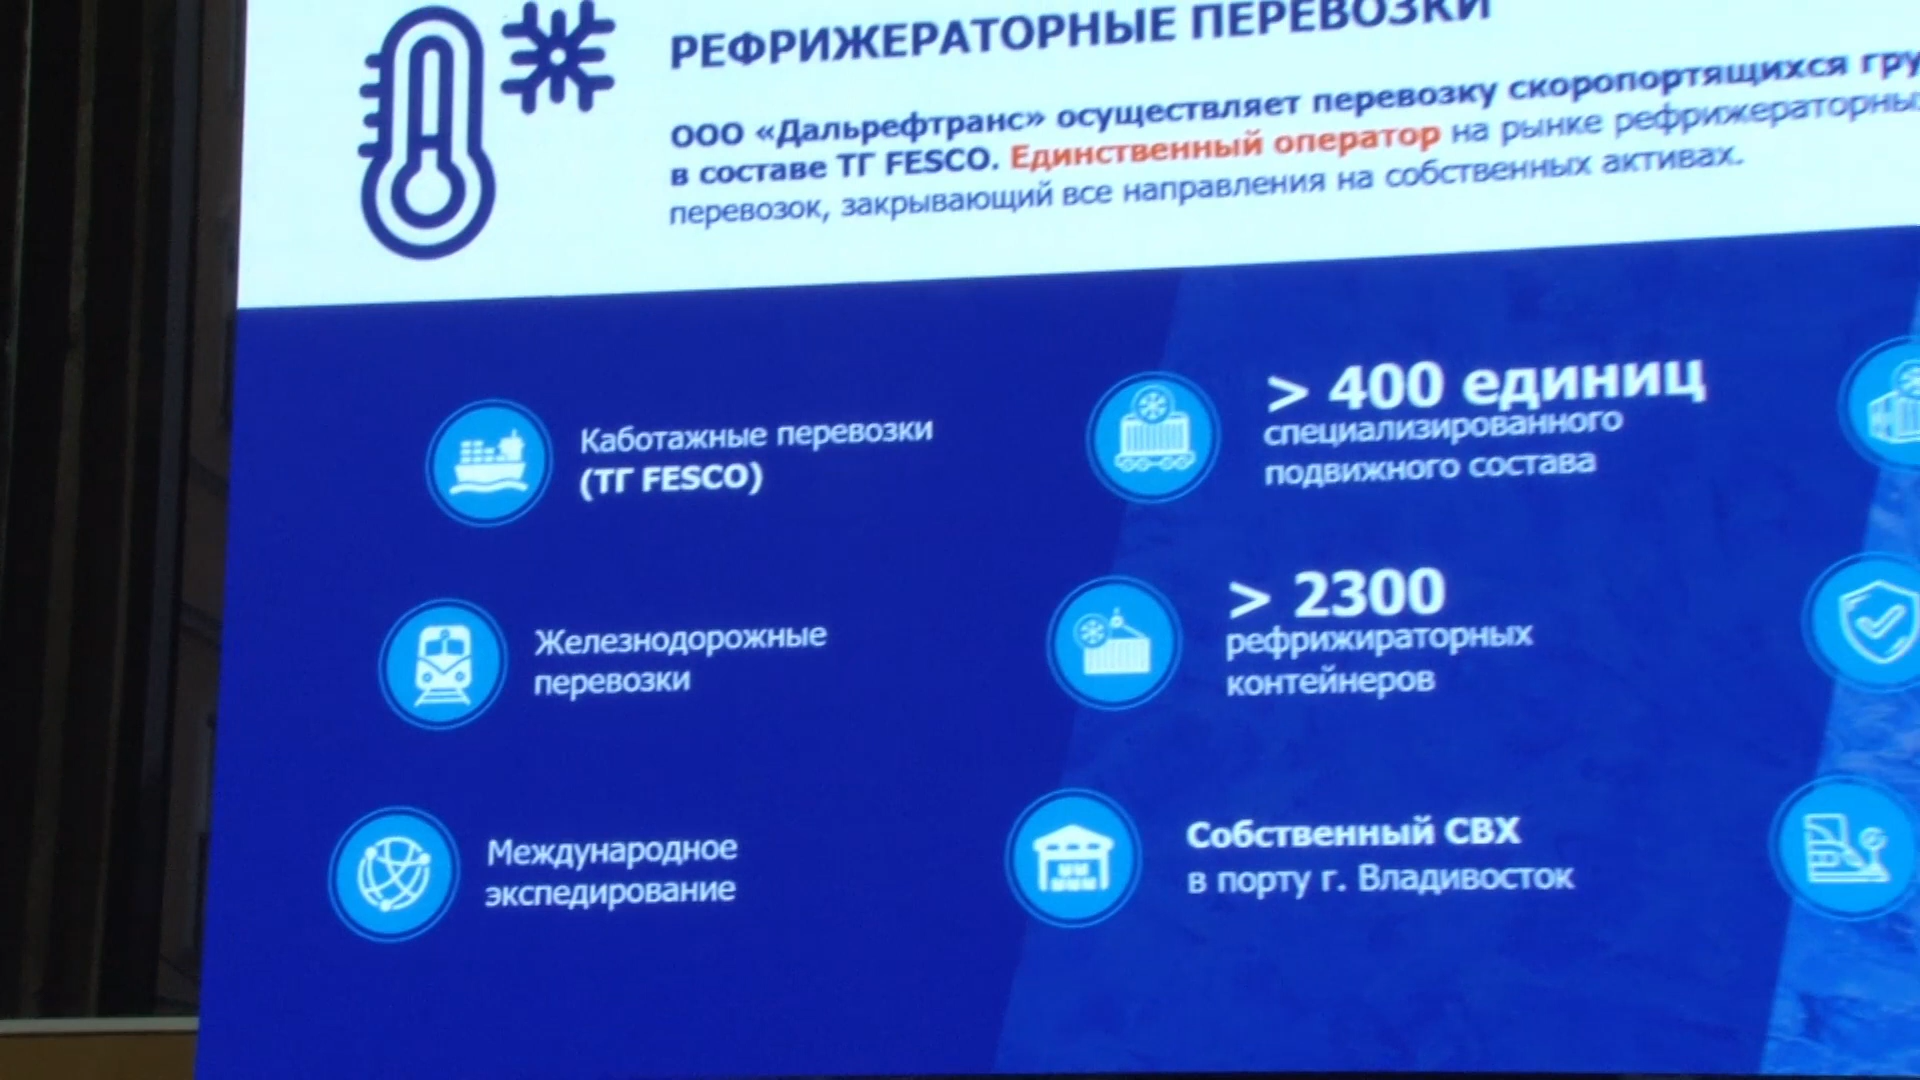 РЕФРИЖЕРАТОРНЫЕ ПЕРЕВОЗКИ
ООО «Дальрефтранс» осуществляет перевозку скоропортящихся гру
в составе ТГ FESCO. Единственный оператор на рынке рефрижераторных
перевозок, закрывающий все направления на собственных активах.
Каботажные перевозки
(ТГ FESCO)
Железнодорожные
перевозки
Международное
экспедирование
> 400 единиц
специализированного
подвижного состава
> 2300
рефрижираторных
контейнеров
Собственный СВХ
в порту г. Владивосток